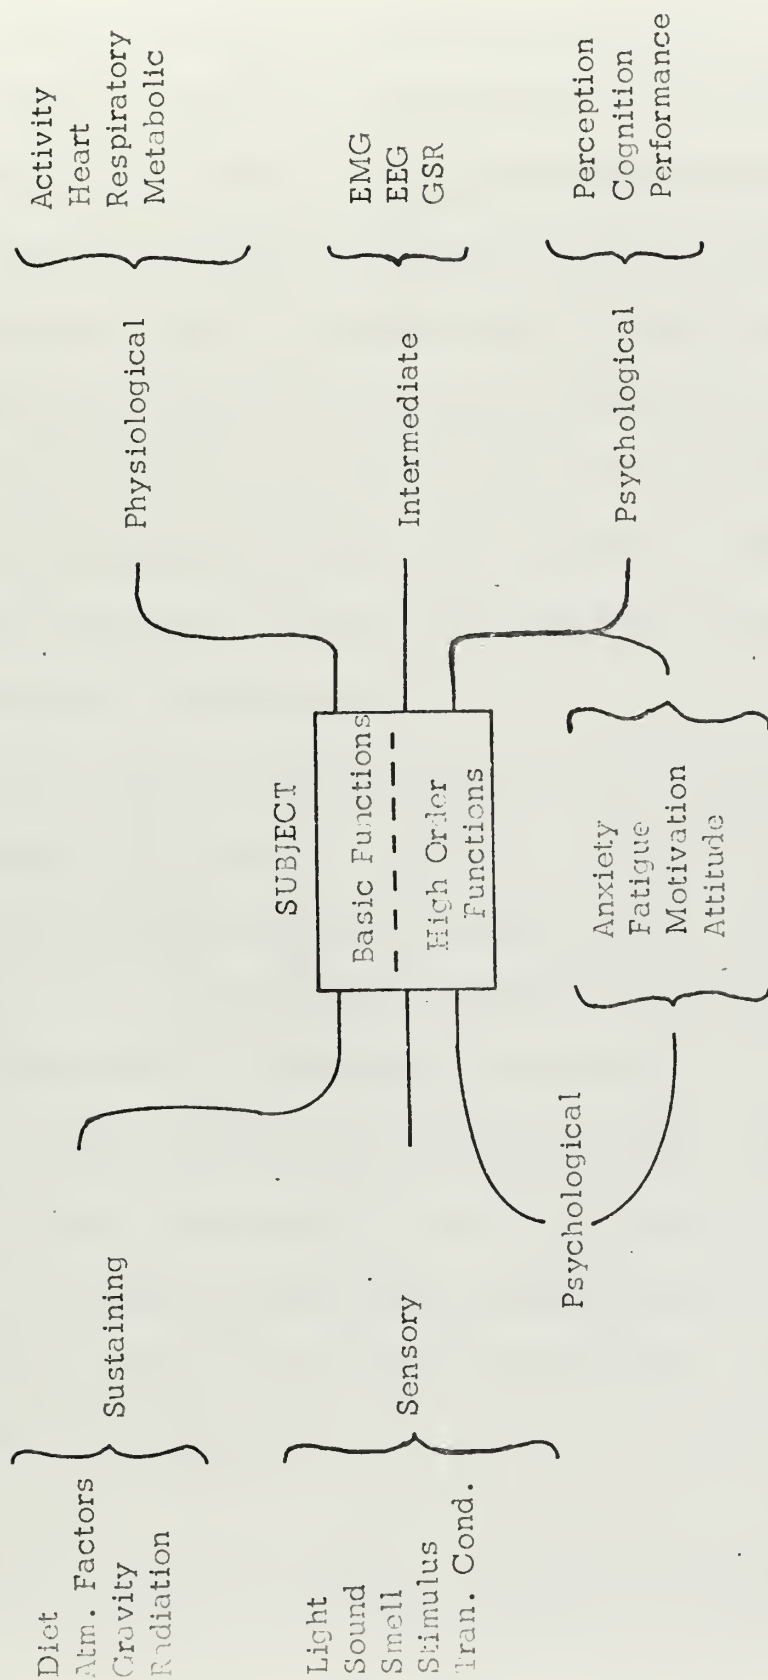 Diet
Atm. Factors
Gravity
Radiation
Sustaining
Light
Sound
Smell
Stimulus
Tran. Cond.
Sensory
Psychological
SUBJECT
Basic Functions
High Order
Functions
Anxiety
Fatigue
Motivation
Attitude
Physiological
Activity
Heart
Respiratory
Metabolic
Intermediate
EMG
EEG
GSR
Psychological
Perception
Cognition
Performance